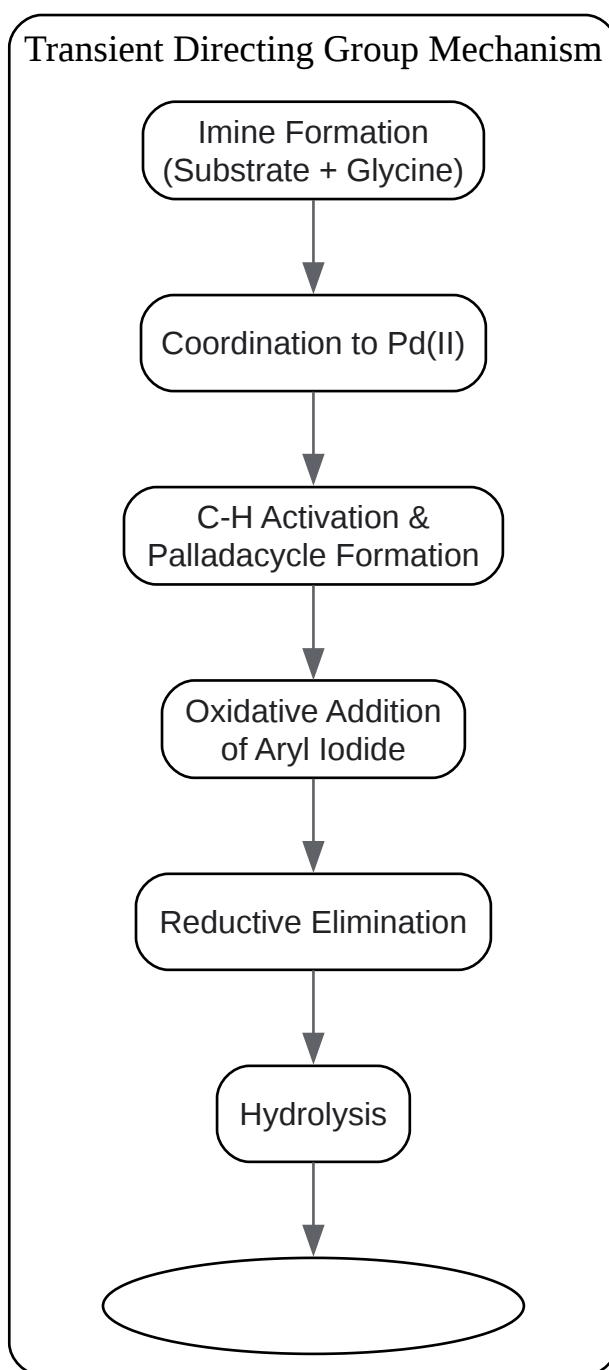 Transient Directing Group Mechanism
Imine Formation
(Substrate + Glycine)
Coordination to Pd(II)
C-H Activation &
Palladacycle Formation
Oxidative Addition
of Aryl Iodide
Reductive Elimination
Hydrolysis